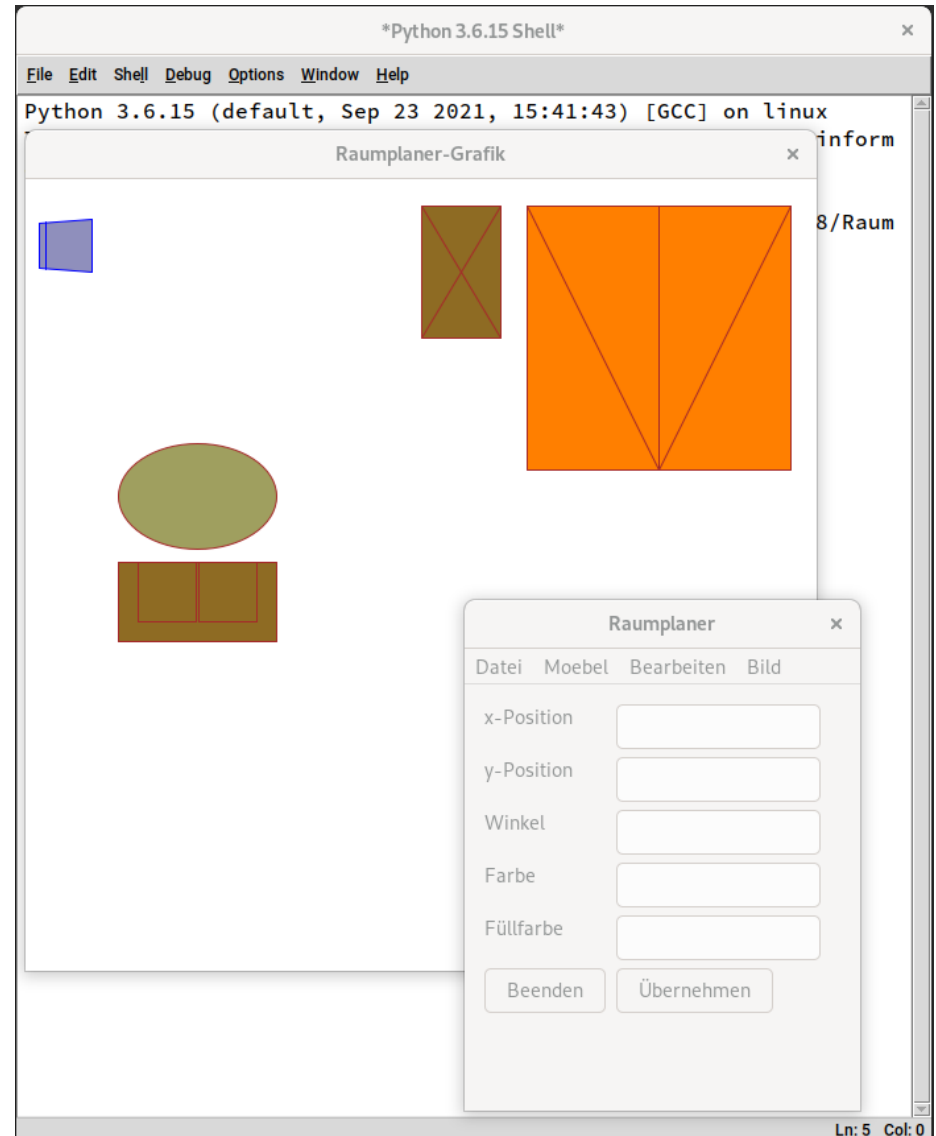 *Python 3.6.15 Shell*
File Edit Shell Debug Options Window Help
Python 3.6.15 (default, Sep 23 2021, 15:41:43) [GCC] on linux
inform
Raumplaner-Grafik
8/Raum
Raumplaner
Datei Moebel Bearbeiten Bild
x-Position
y-Position
Winkel
Farbe
Füllfarbe
Beenden Übernehmen
Ln: 5 Col: 0